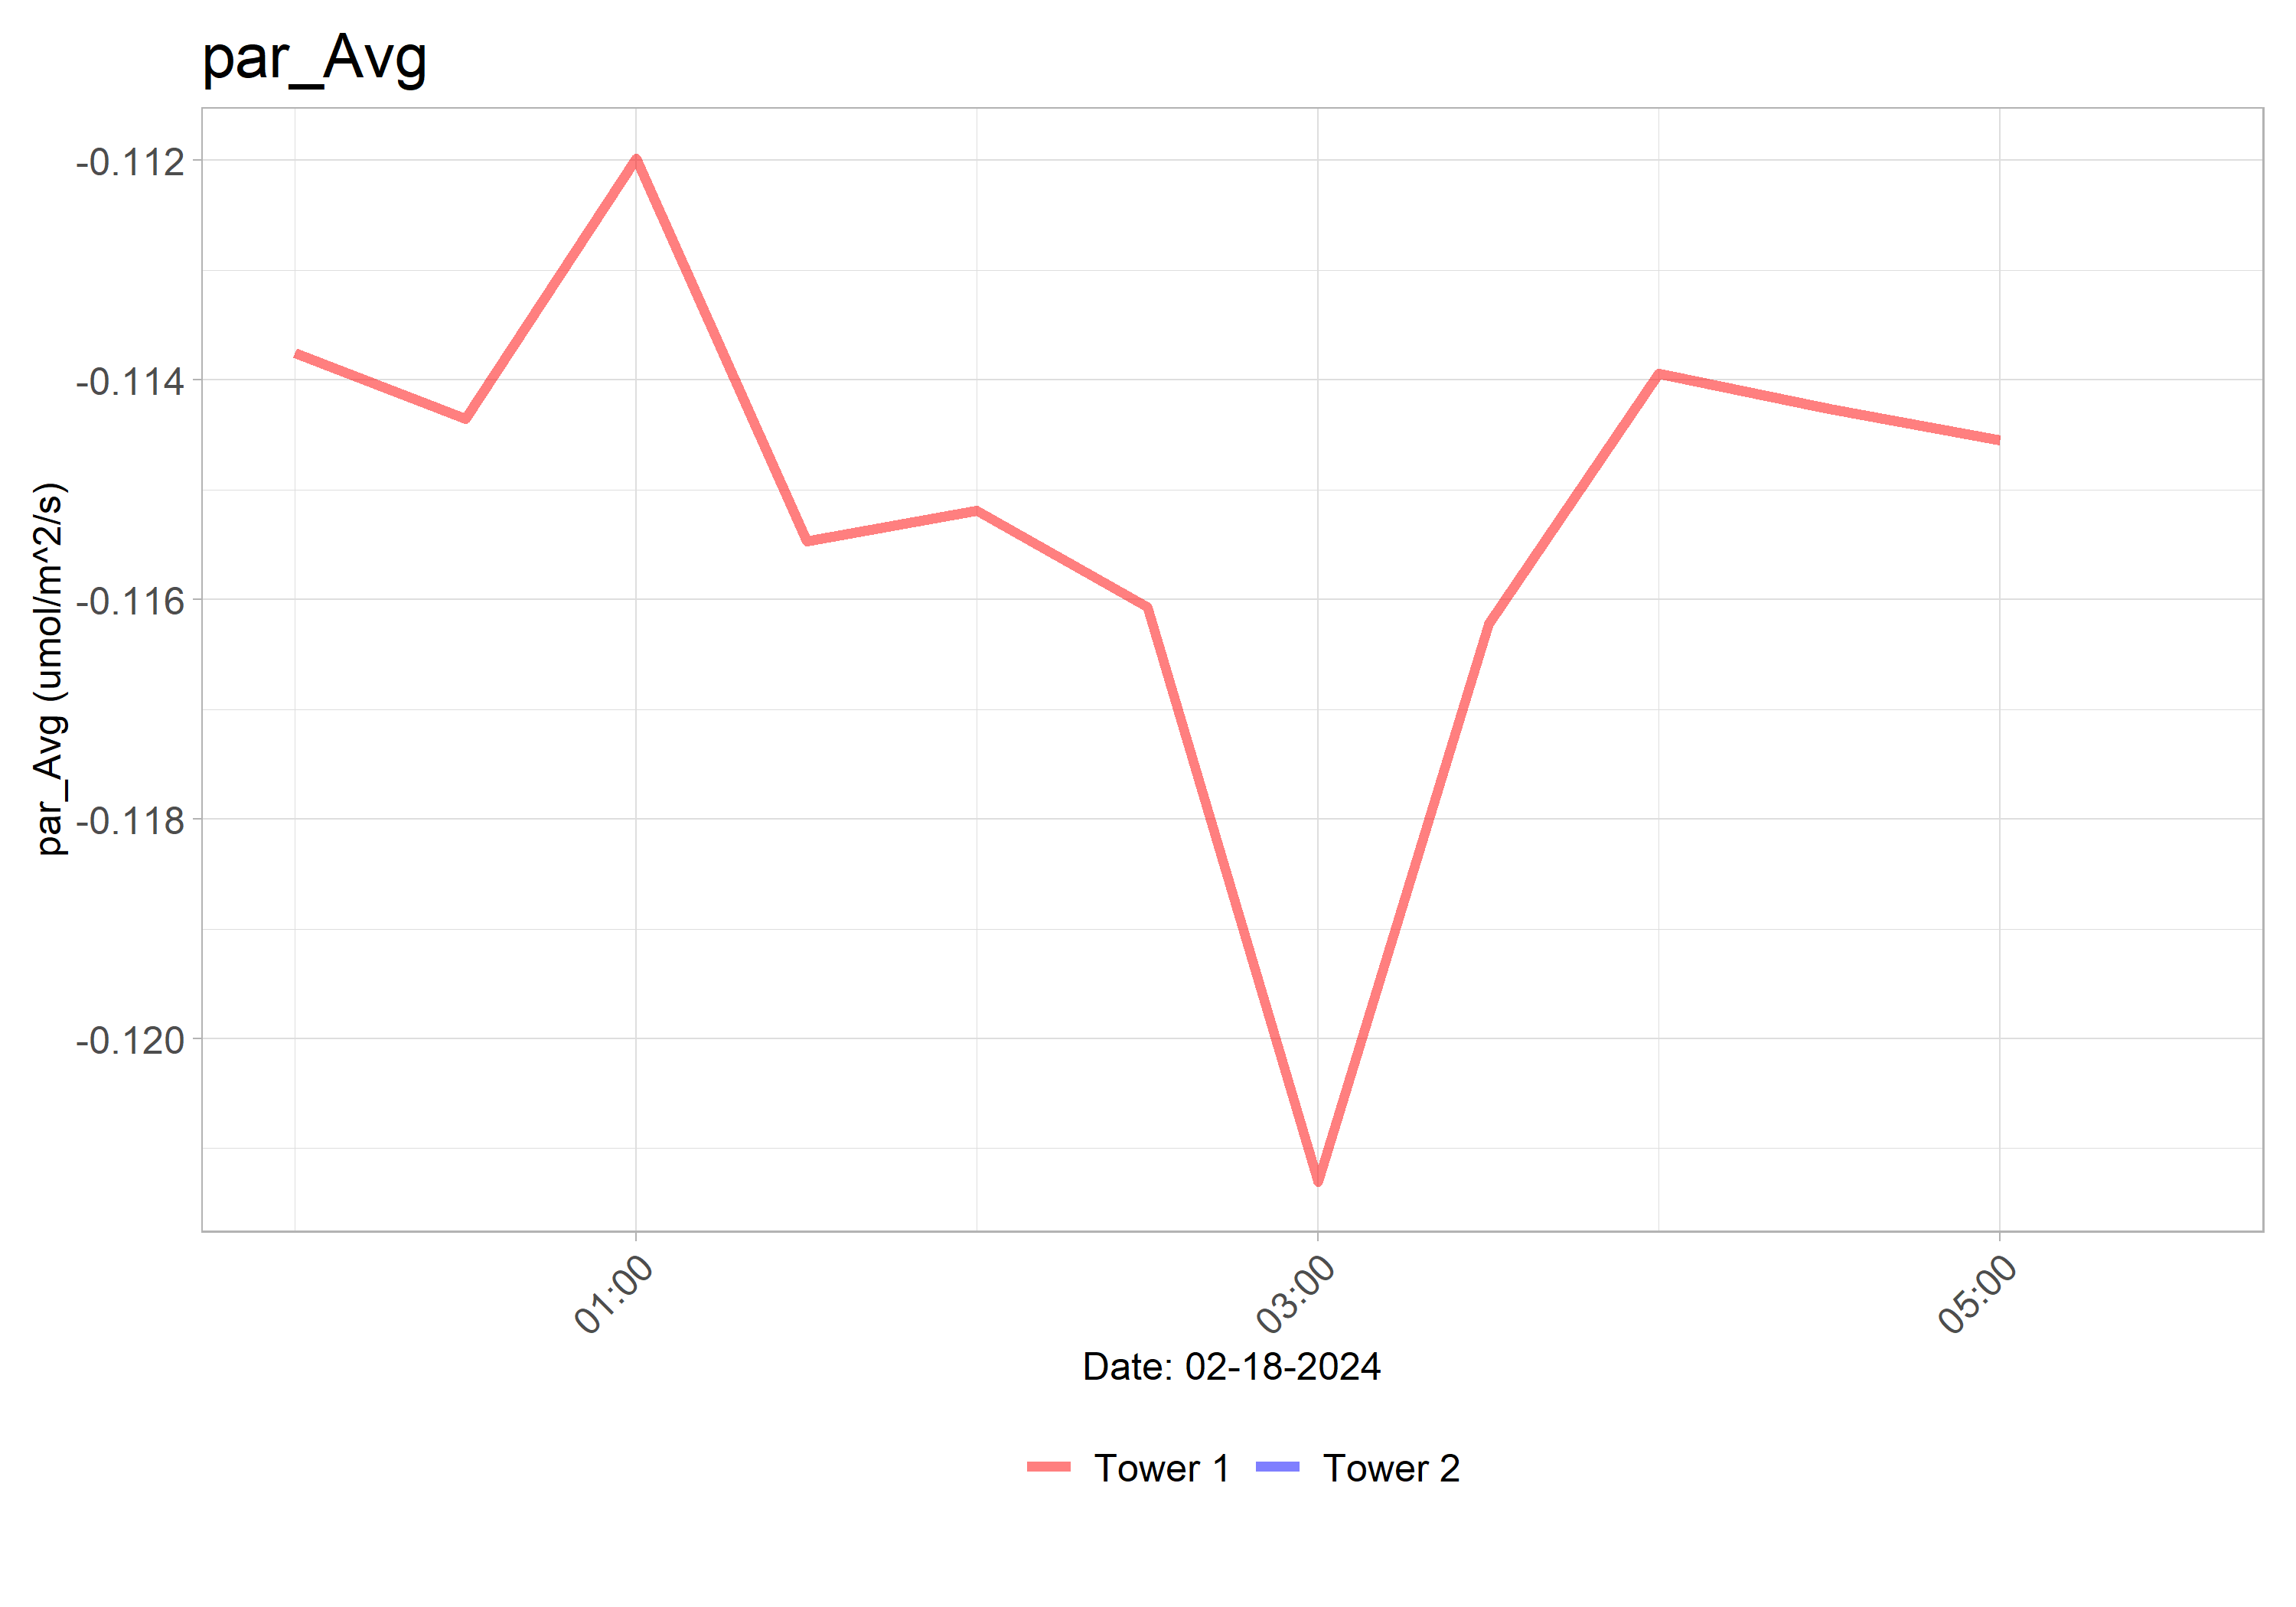 par_Avg
par_Avg (umol/m^2/s)
-0.112
-0.114
-0.116
-0.118
-0.120
01:00
03:00
05:00
Date: 02-18-2024
Tower 1
Tower 2